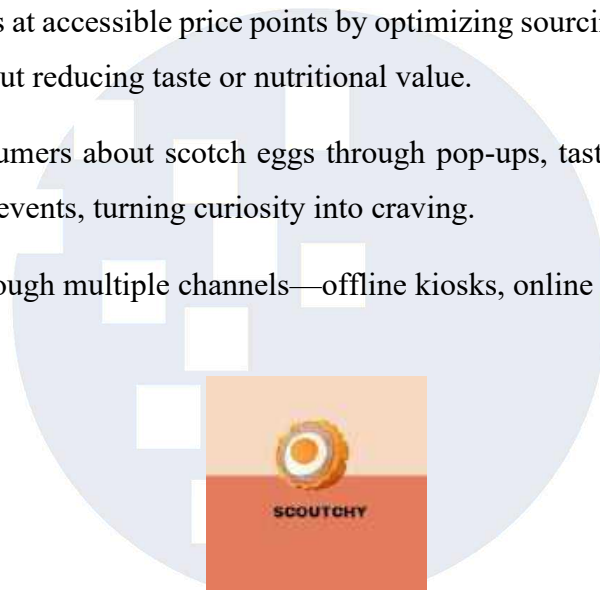 s at accessible price points by optimizing sourci
ut reducing taste or nutritional value.
umers about scotch eggs through pop-ups, tast
events, turning curiosity into craving.
ough multiple channels—offline kiosks, online
SCOUTCHY